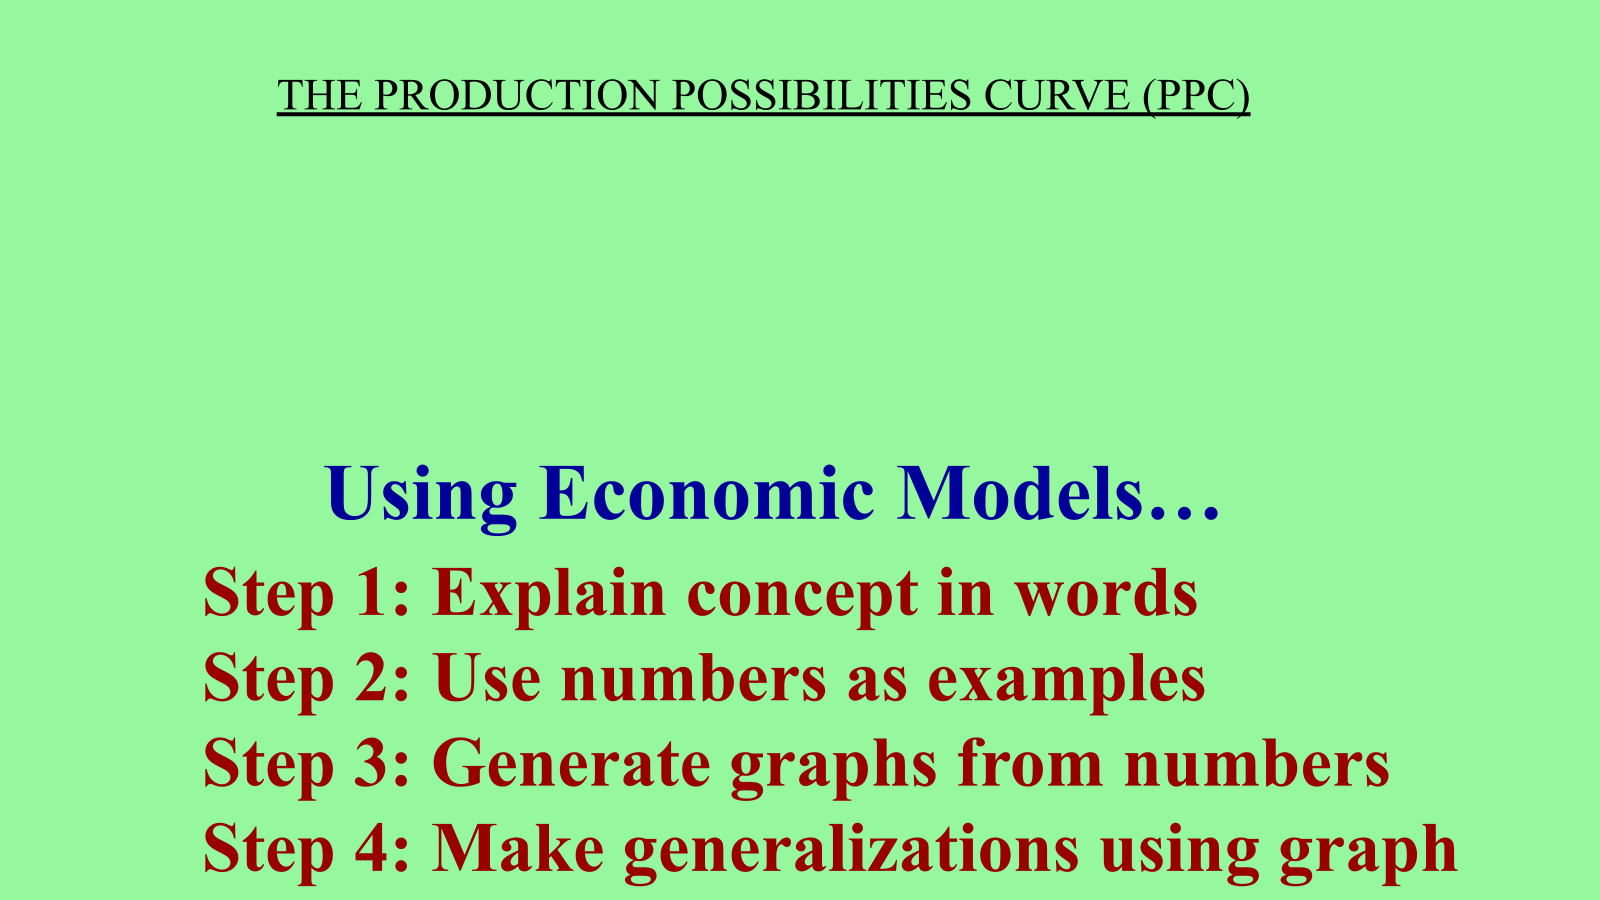 THE PRODUCTION POSSIBILITIES CURVE (PPC)
Using Economic Models…
Step 1: Explain concept in words
Step 2: Use numbers as examples
Step 3: Generate graphs from numbers
Step 4: Make generalizations using graph